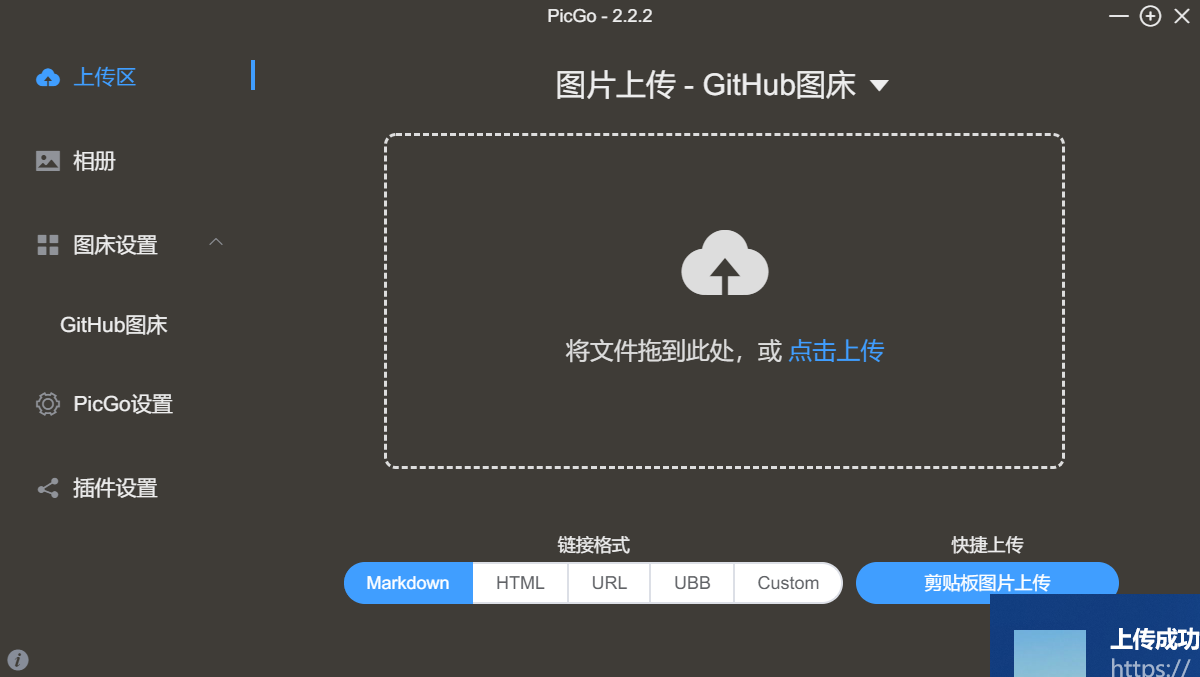 PicGo - 2.2.2
上传区
图片上传 - GitHub图床
相册
图床设置
GitHub图床
将文件拖到此处，或 点击上传
PicGo设置
插件设置
链接格式
快捷上传
Markdown HTML URL UBB Custom
剪贴板图片上传
上传成功
https://